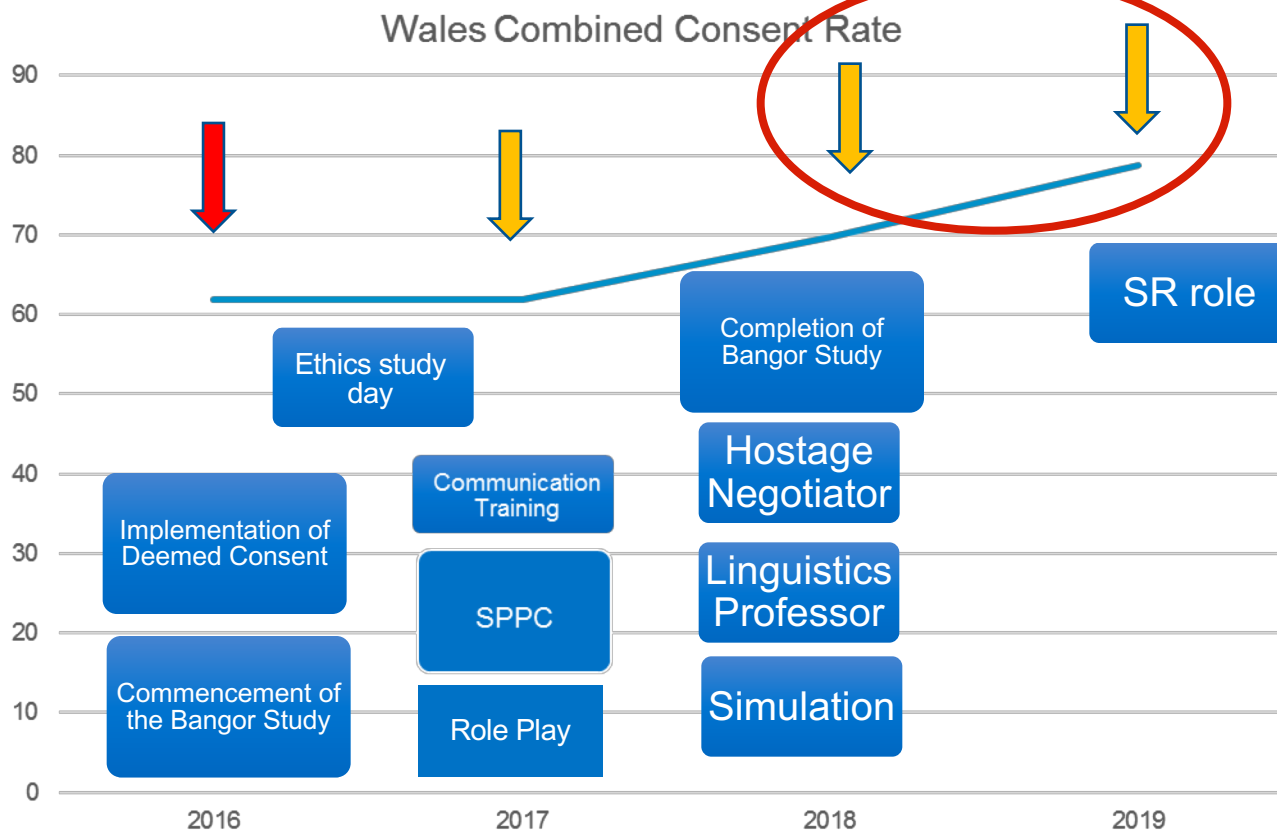 Wales Combined Consent Rate
90
80
70
60
50
40
30
20
10
0
SR role
Completion of
Bangor Study
Ethics study
day
Hostage
Negotiator
Communication
Training
Implementation of
Deemed Consent
Linguistics
Professor
SPPC
Commencement of
the Bangor Study
Role Play
Simulation
2016
2017
2018
2019